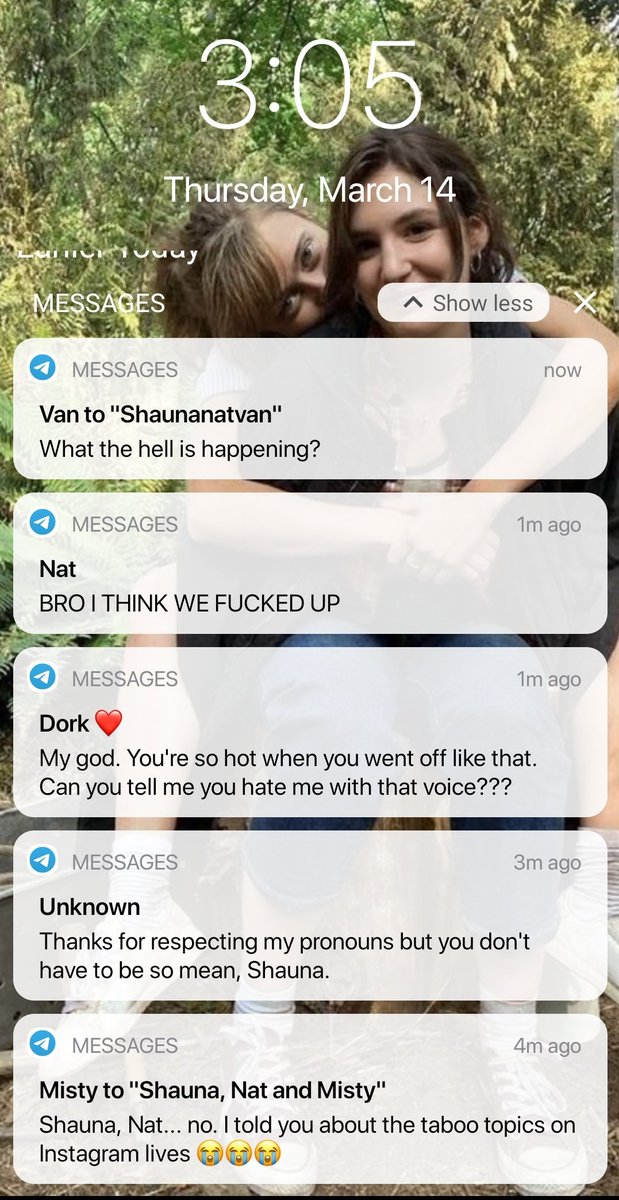 3:05
Thursday, March 14
Earlier Today
MESSAGES
Show less
MESSAGES
now
Van to "Shaunanatvan"
What the hell is happening?
MESSAGES
1m ago
Nat
BRO I THINK WE FUCKED UP
MESSAGES
1m ago
Dork ❤️
My god. You're so hot when you went off like that.
Can you tell me you hate me with that voice???
MESSAGES
3m ago
Unknown
Thanks for respecting my pronouns but you don't
have to be so mean, Shauna.
MESSAGES
4m ago
Misty to "Shauna, Nat and Misty"
Shauna, Nat... no. I told you about the taboo topics on
Instagram lives 😭😭😭